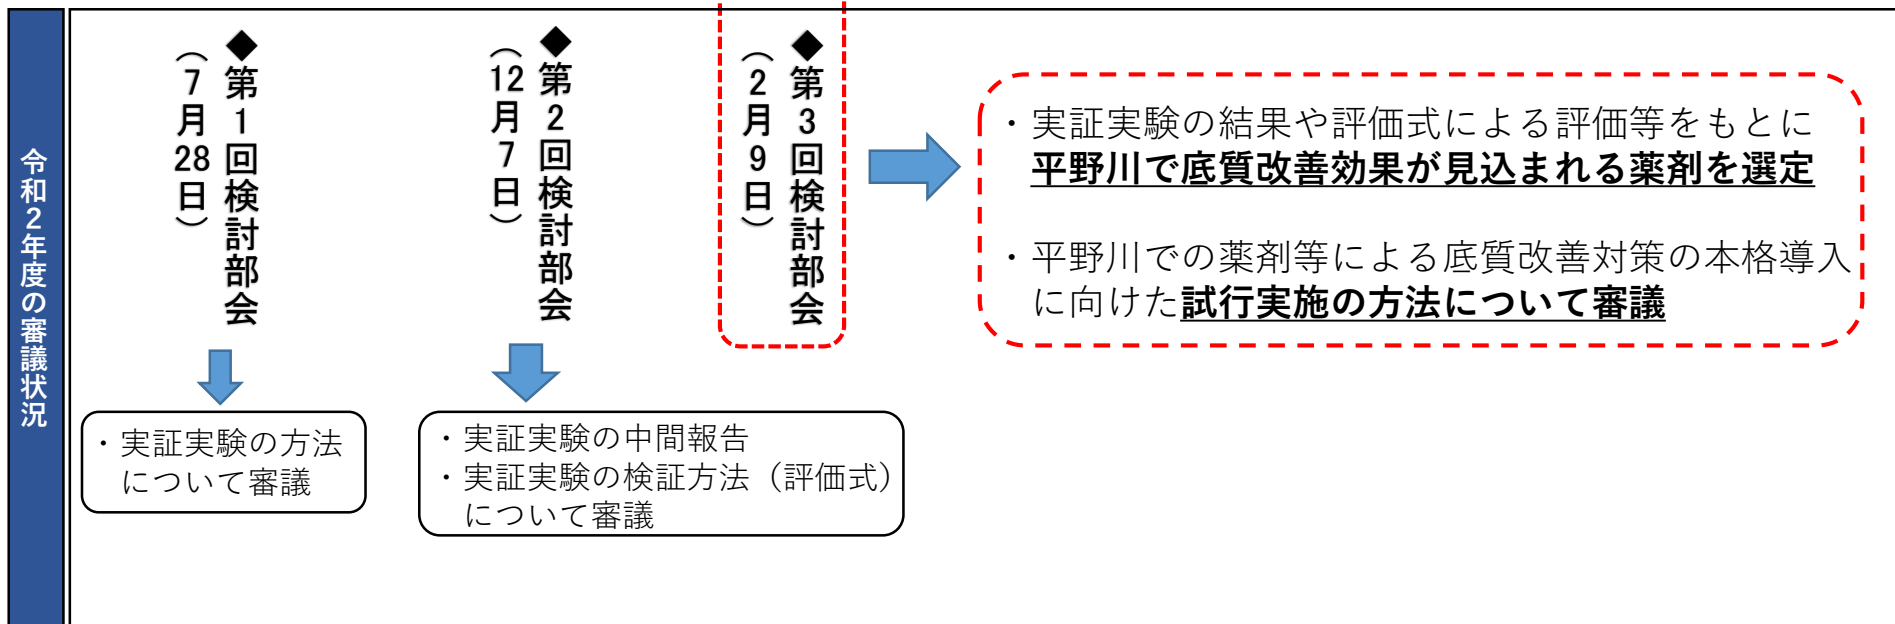 令和2年度の審議状況
◆第1回検討部会
（7月28日）
・実証実験の方法
について審議
◆第2回検討部会
（12月7日）
・実証実験の中間報告
・実証実験の検証方法（評価式）
について審議
◆第3回検討部会
（2月9日）
・実証実験の結果や評価式による評価等をもとに
平野川で底質改善効果が見込まれる薬剤を選定
・平野川での薬剤等による底質改善対策の本格導入
に向けた試行実施の方法について審議